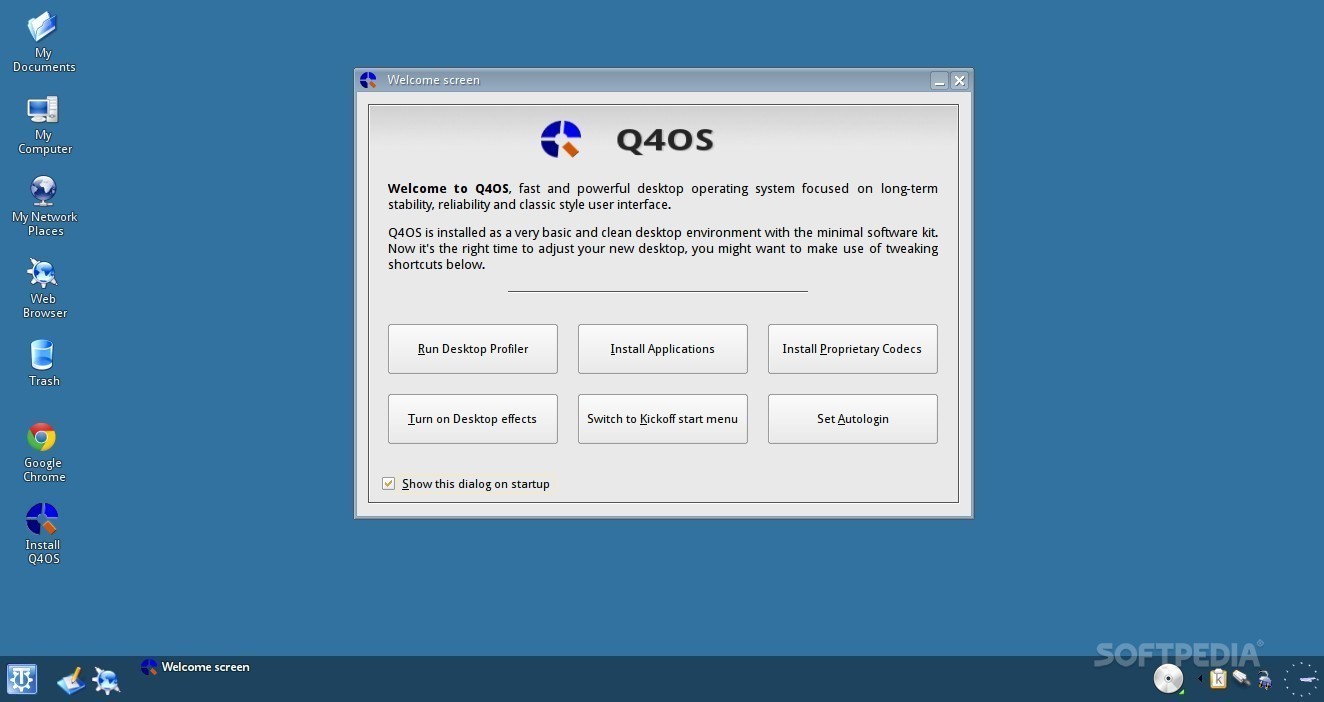 My
Documents
My
Computer
My Network
Places
Web
Browser
Trash
Google
Chrome
Install
Q4OS
Welcome screen
Q4OS
Welcome to Q4OS, fast and powerful desktop operating system focused on long-term
stability, reliability and classic style user interface.
Q4OS is installed as a very basic and clean desktop environment with the minimal software kit.
Now it's the right time to adjust your new desktop, you might want to make use of tweaking
shortcuts below.
Run Desktop Profiler
Install Applications
Install Proprietary Codecs
Turn on Desktop effects
Switch to Kickoff start menu
Set Autologin
Show this dialog on startup
SOFTPEDIA®
Welcome screen